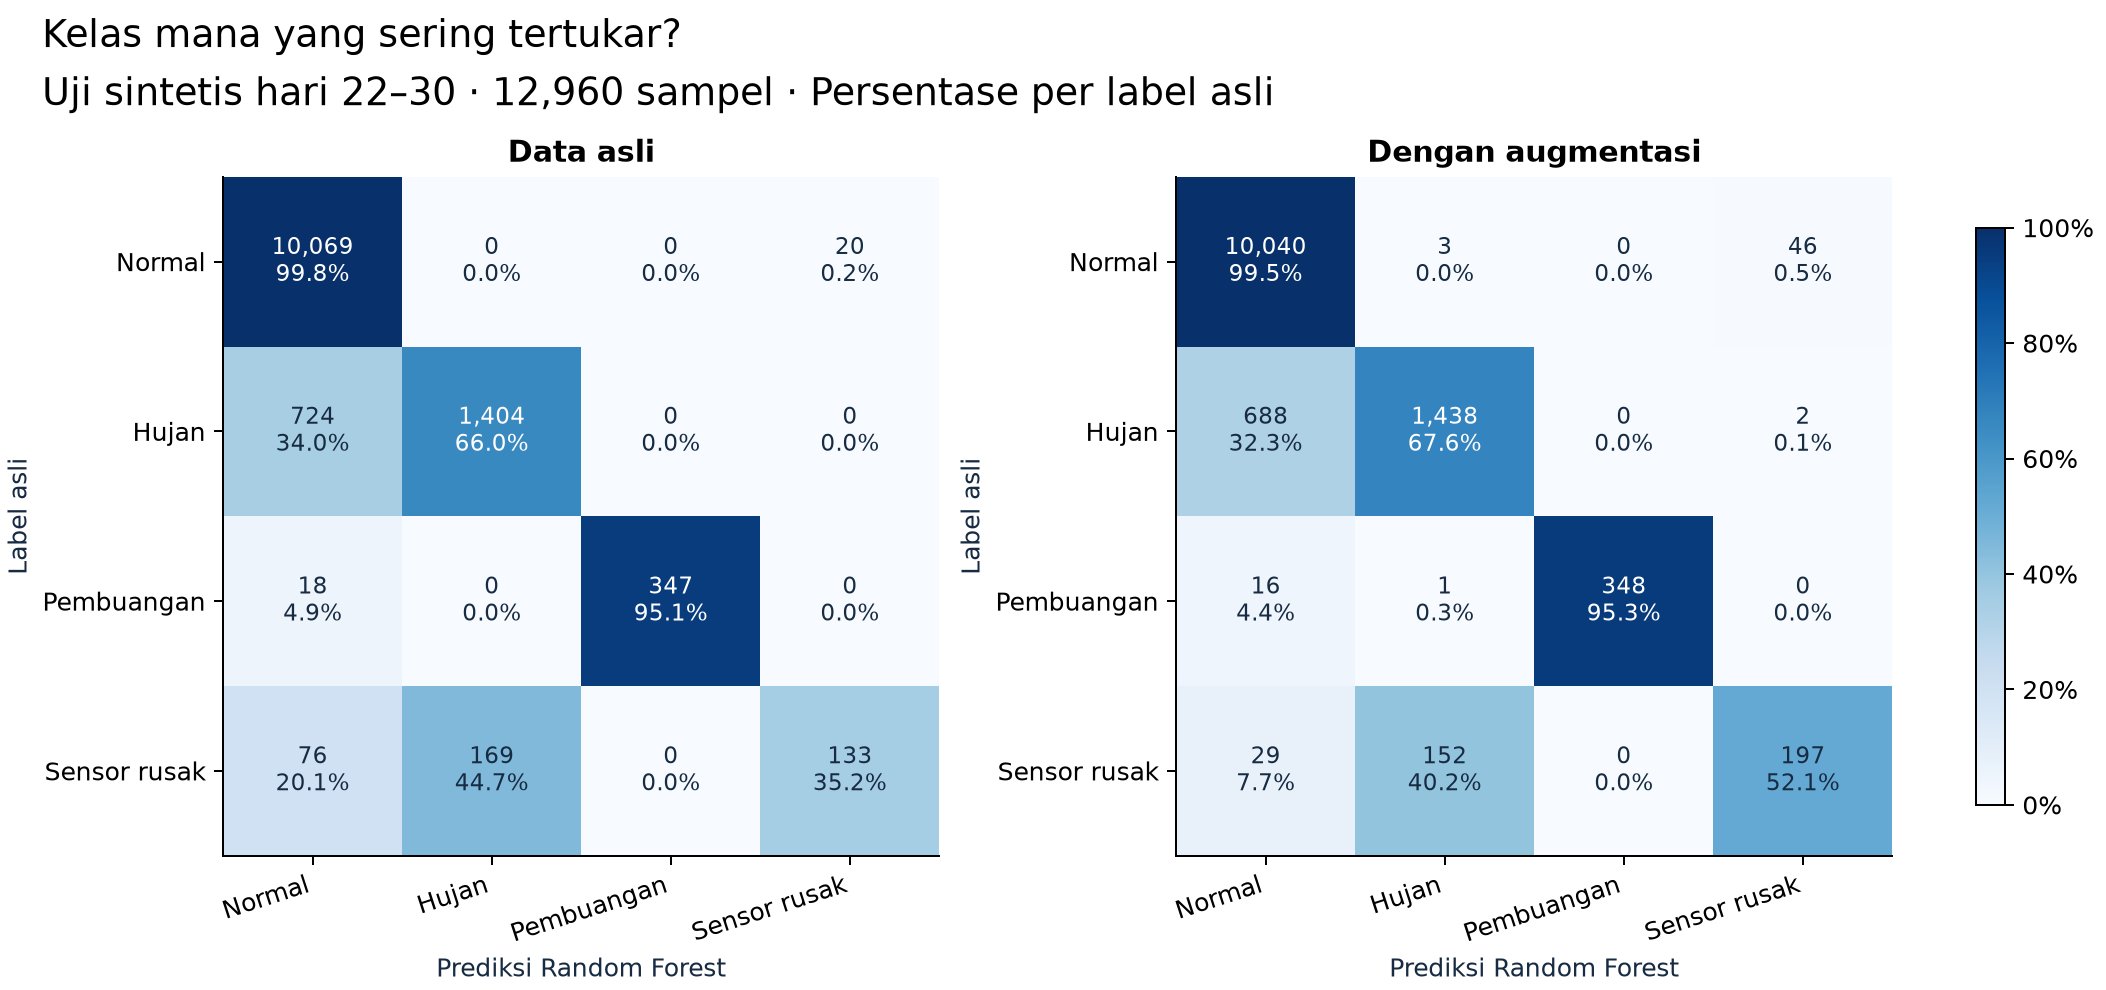 Kelas mana yang sering tertukar?
Uji sintetis hari 22–30 · 12,960 sampel · Persentase per label asli
Data asli
Label asli
Normal
10,069 0 0 20
99.8% 0.0% 0.0% 0.2%
Hujan
724 1,404 0 0
34.0% 66.0% 0.0% 0.0%
Pembuangan
18 0 347 0
4.9% 0.0% 95.1% 0.0%
Sensor rusak
76 169 0 133
20.1% 44.7% 0.0% 35.2%
Normal Hujan Pembuangan Sensor rusak
Prediksi Random Forest
Dengan augmentasi
Label asli
Normal
10,040 3 0 46
99.5% 0.0% 0.0% 0.5%
Hujan
688 1,438 0 2
32.3% 67.6% 0.0% 0.1%
Pembuangan
16 1 348 0
4.4% 0.3% 95.3% 0.0%
Sensor rusak
29 152 0 197
7.7% 40.2% 0.0% 52.1%
Normal Hujan Pembuangan Sensor rusak
Prediksi Random Forest
100%
80%
60%
40%
20%
0%